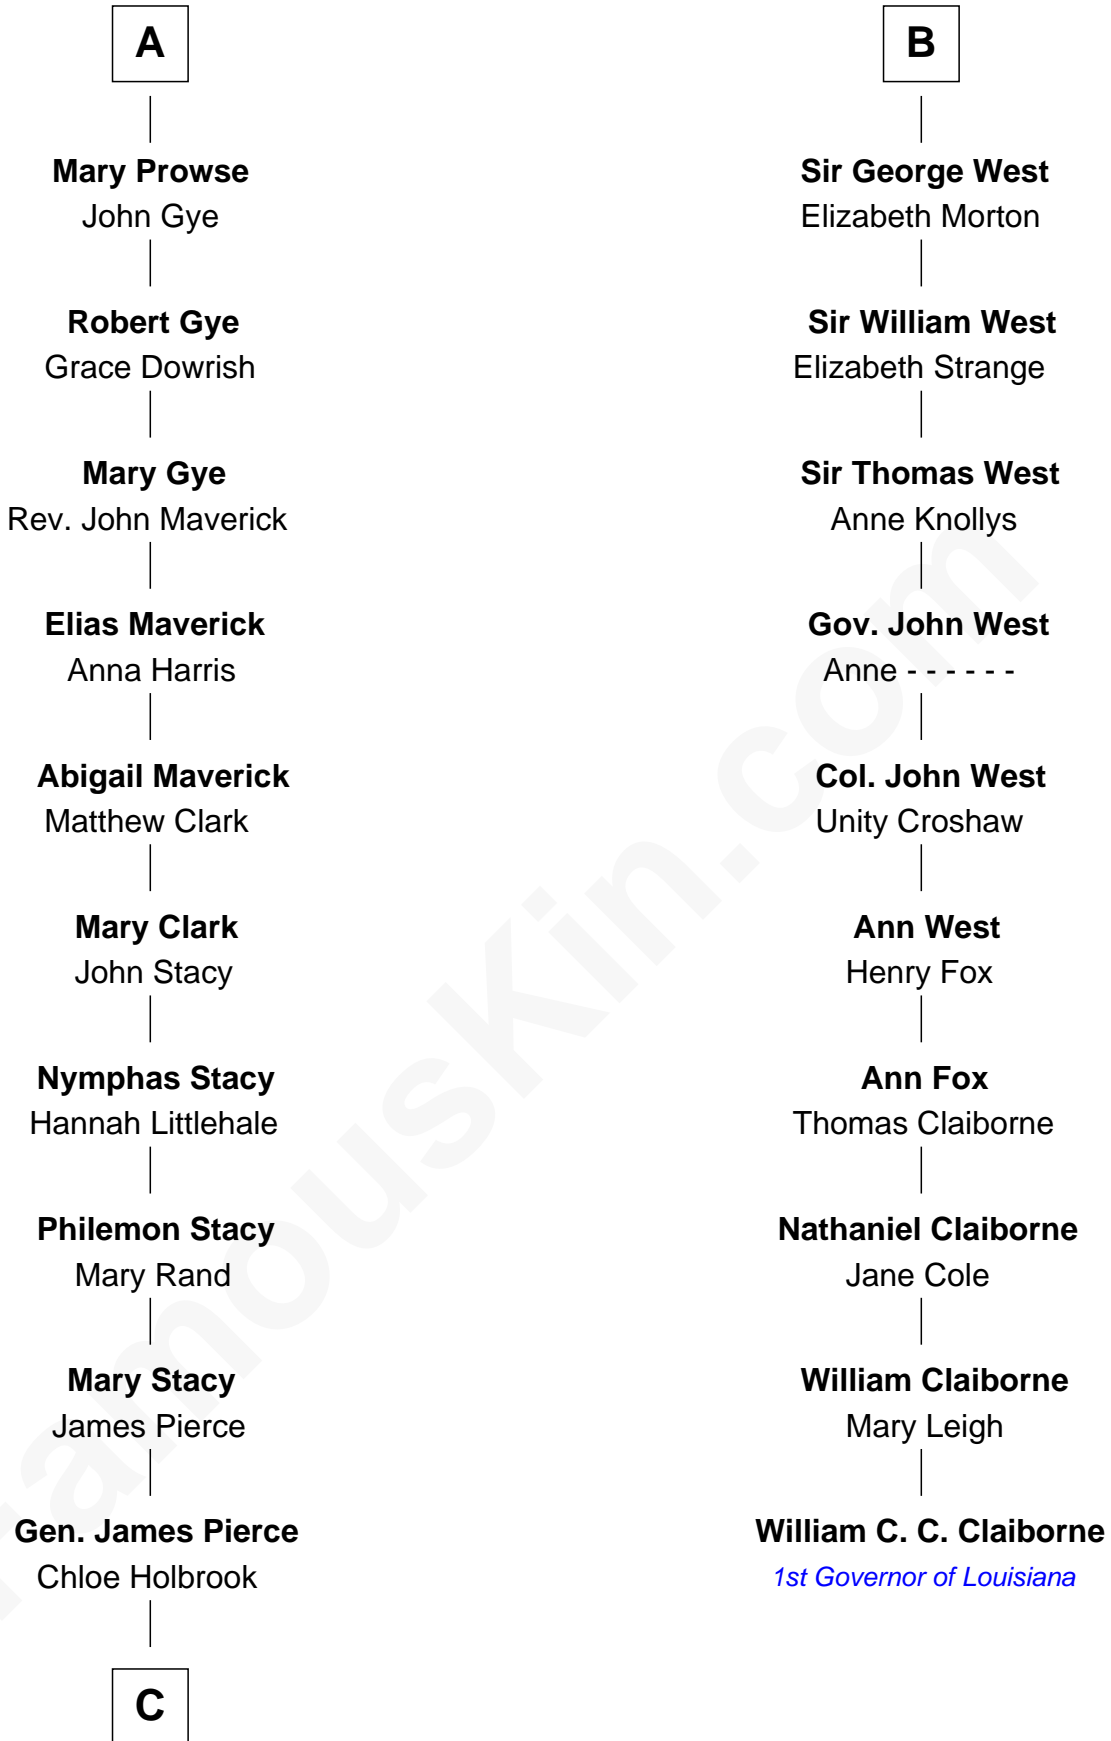 A
Mary Prowse
John Gye
Robert Gye
Grace Dowrish
Mary Gye
Rev. John Maverick
Elias Maverick
Anna Harris
Abigail Maverick
Matthew Clark
Mary Clark
John Stacy
Nymphas Stacy
Hannah Littlehale
Philemon Stacy
Mary Rand
Mary Stacy
James Pierce
Gen. James Pierce
Chloe Holbrook
C
B
Sir George West
Elizabeth Morton
Sir William West
Elizabeth Strange
Sir Thomas West
Anne Knollys
Gov. John West
Anne - - - - - -
Col. John West
Unity Croshaw
Ann West
Henry Fox
Ann Fox
Thomas Claiborne
Nathaniel Claiborne
Jane Cole
William Claiborne
Mary Leigh
William C. C. Claiborne
1st Governor of Louisiana
FamousKin.com